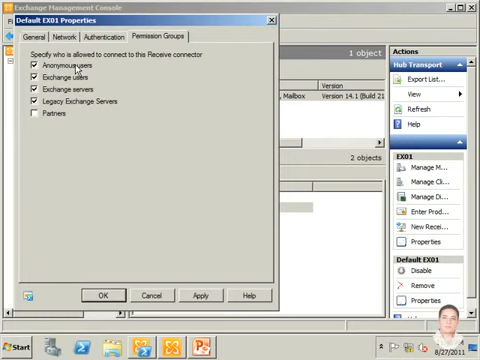 Exchange Management Console
Default EX01 Properties
General
Network
Authentication
Permission Groups
Specify who is allowed to connect to this Receive connector
Anonymous users
Exchange users
Exchange servers
Legacy Exchange Servers
Partners
OK
Cancel
Apply
Help
1 object
Version
, Mailbox
Version 14.1 (Build 21
2 objects
Actions
Hub Transport
Export List...
View
Refresh
Help
EX01
Manage M...
Manage Cli...
Manage Di...
Enter Prod...
New Recei...
Properties
Default EX01
Disable
Remove
Properties
Start
8/27/2011